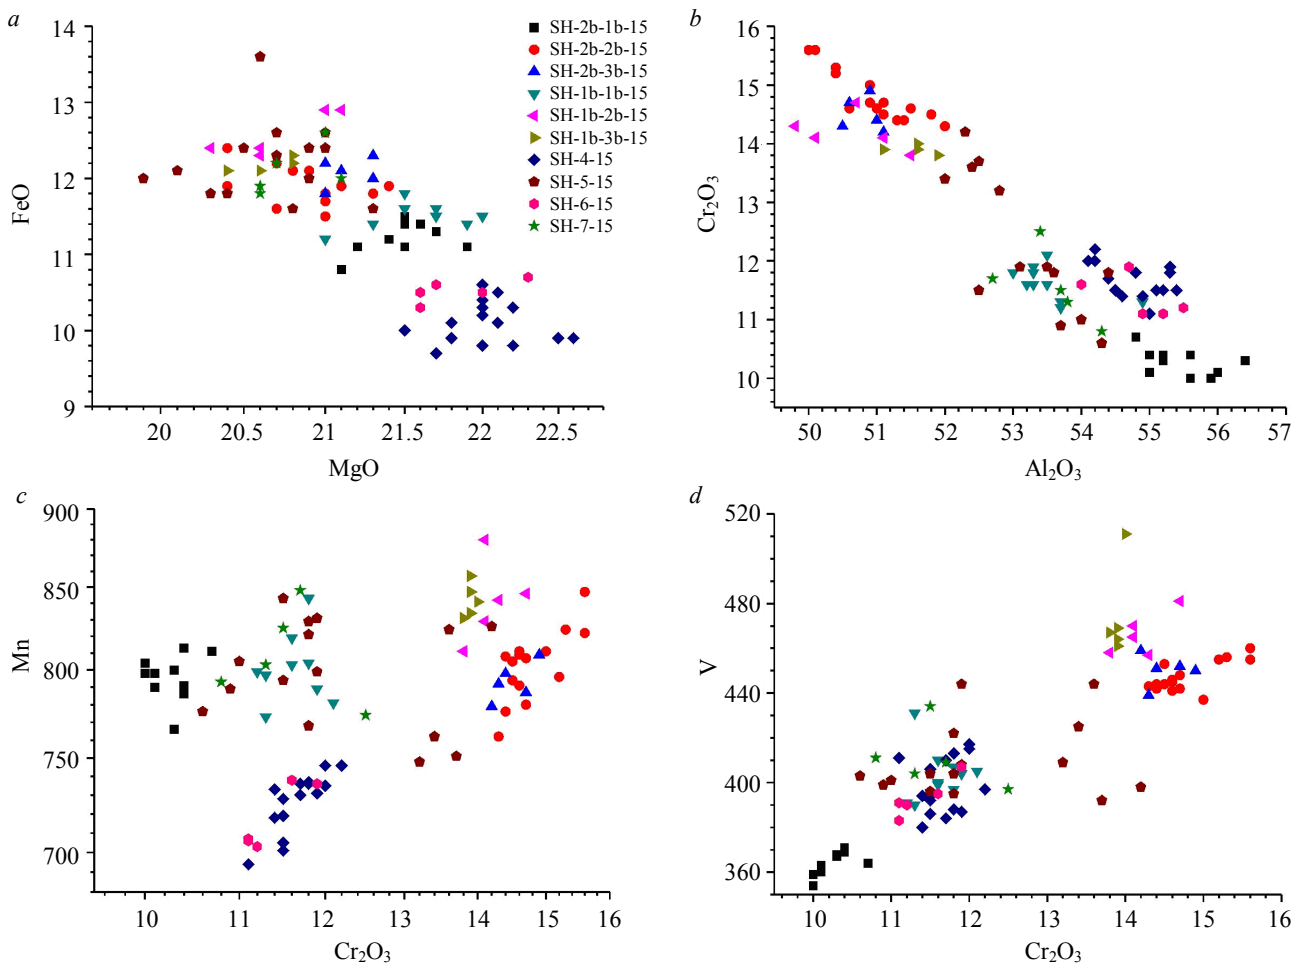 a
14
13
12
11
10
9
FeO
20
20.5
21
21.5
22
22.5
MgO
SH-2b-1b-15
SH-2b-2b-15
SH-2b-3b-15
SH-1b-1b-15
SH-1b-2b-15
SH-1b-3b-15
SH-4-15
SH-5-15
SH-6-15
SH-7-15
b
16
15
14
13
12
11
10
Cr₂O₃
50
51
52
53
54
55
56
57
Al₂O₃
c
900
850
800
750
700
Mn
10
11
12
13
14
15
16
Cr₂O₃
d
520
480
440
400
360
V
10
11
12
13
14
15
16
Cr₂O₃